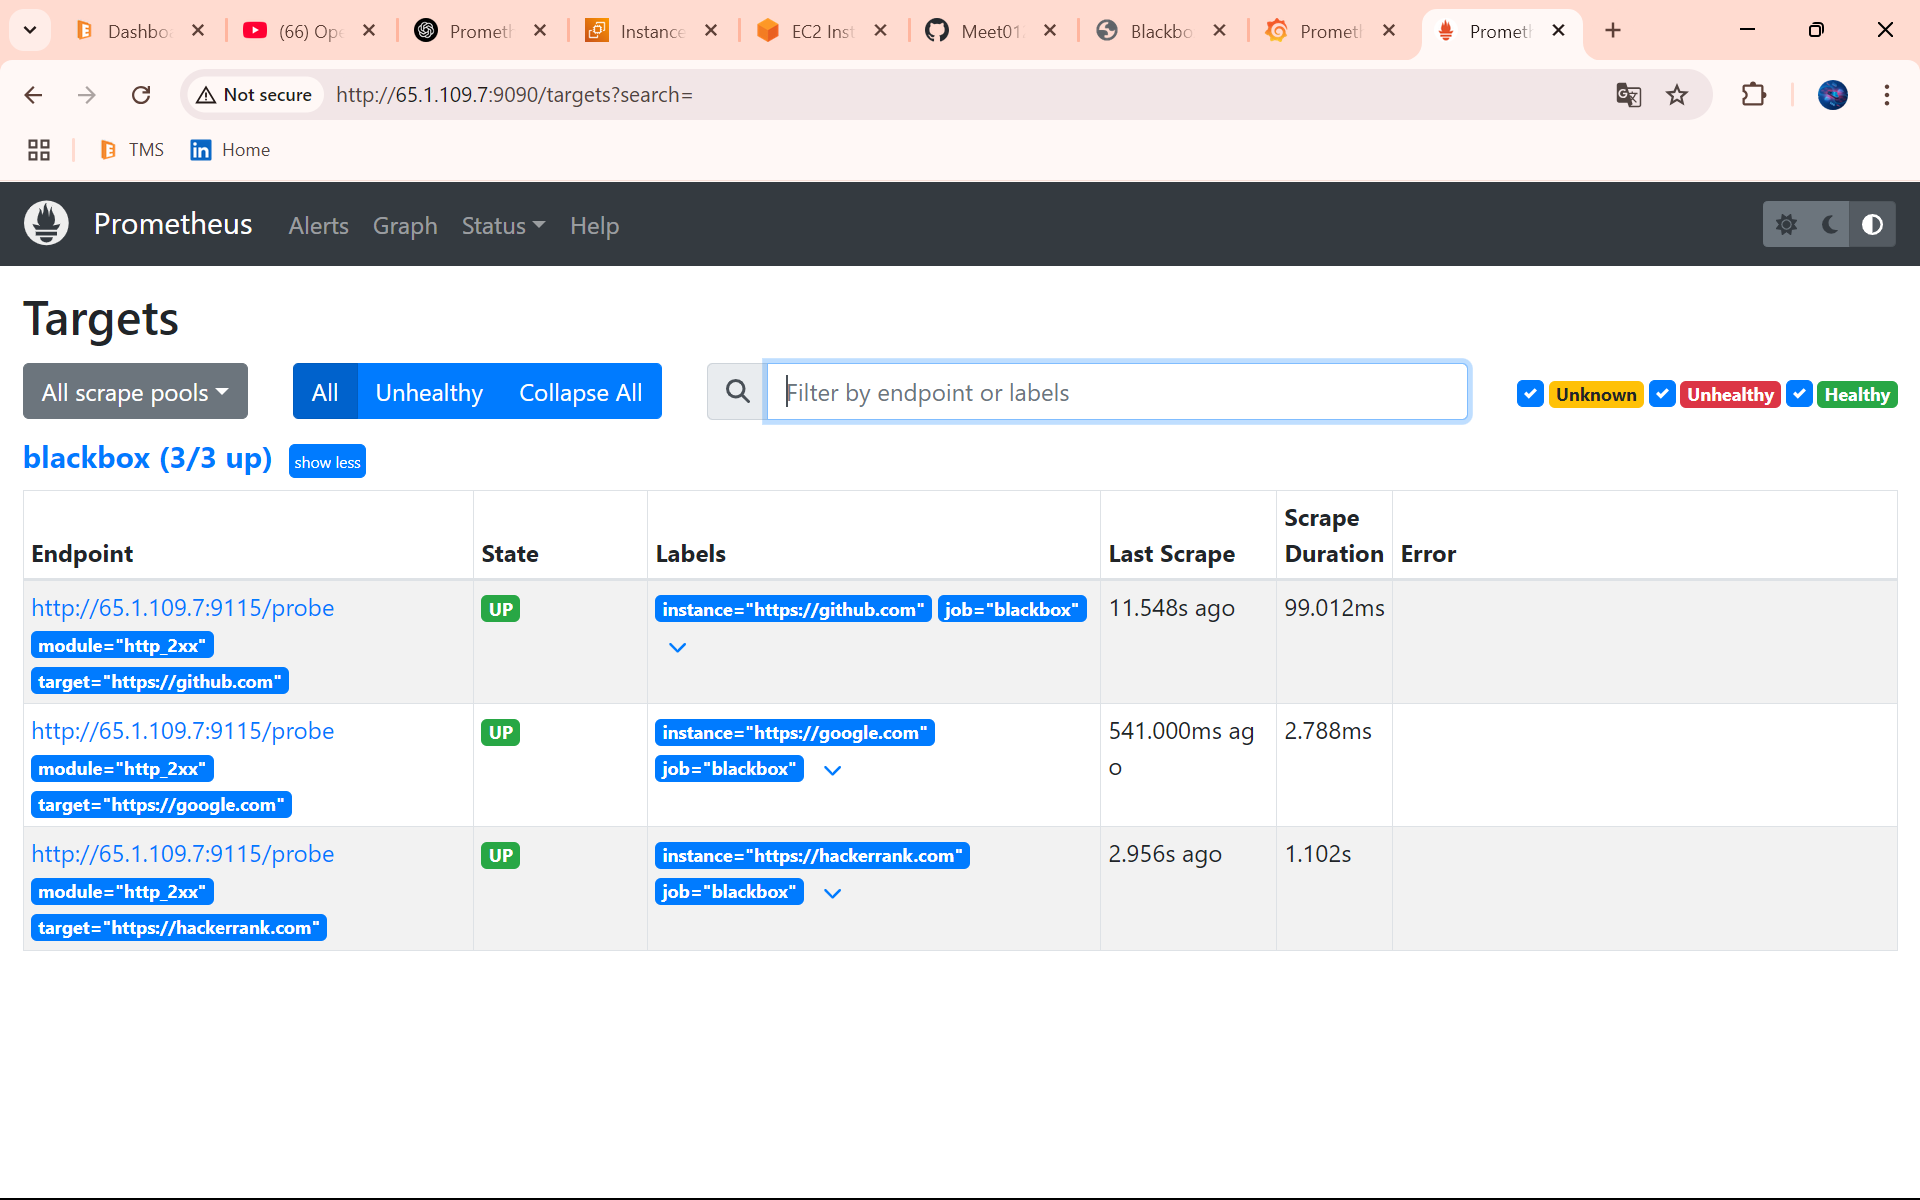 Dashbo
(66) Ope
Prometh
Instance
EC2 Inst
Meet01
Blackbo
Prometh
Prometh
Not secure
http://65.1.109.7:9090/targets?search=
TMS
Home
Prometheus
Alerts
Graph
Status
Help
Targets
All scrape pools
All
Unhealthy
Collapse All
Filter by endpoint or labels
Unknown
Unhealthy
Healthy
blackbox (3/3 up)
show less
Endpoint
State
Labels
Last Scrape
Scrape
Duration
Error
http://65.1.109.7:9115/probe
module="http_2xx"
target="https://github.com"
UP
instance="https://github.com" job="blackbox"
11.548s ago
99.012ms
http://65.1.109.7:9115/probe
module="http_2xx"
target="https://google.com"
UP
instance="https://google.com"
job="blackbox"
541.000ms ag
o
2.788ms
http://65.1.109.7:9115/probe
module="http_2xx"
target="https://hackerrank.com"
UP
instance="https://hackerrank.com"
job="blackbox"
2.956s ago
1.102s